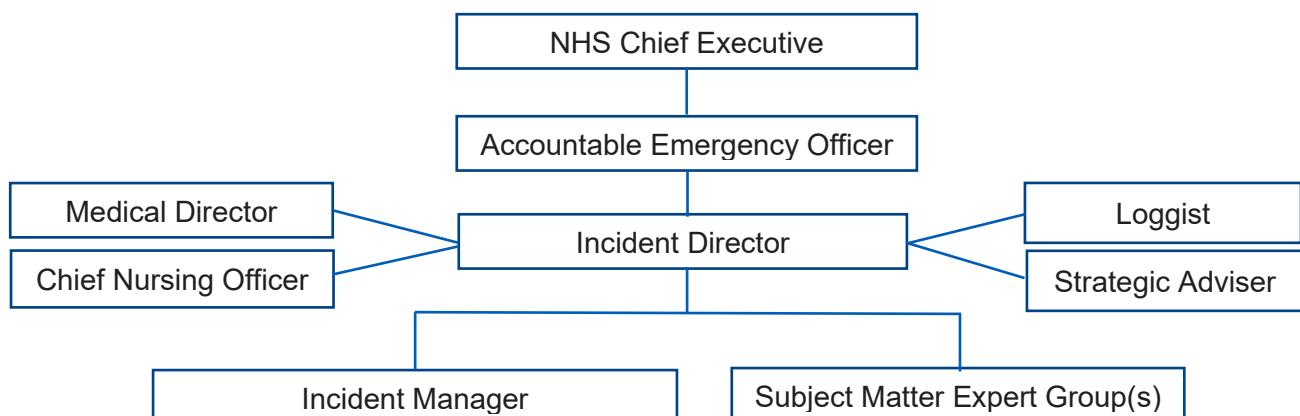 NHS Chief Executive
Accountable Emergency Officer
Medical Director
Chief Nursing Officer
Incident Director
Loggist
Strategic Adviser
Incident Manager
Subject Matter Expert Group(s)